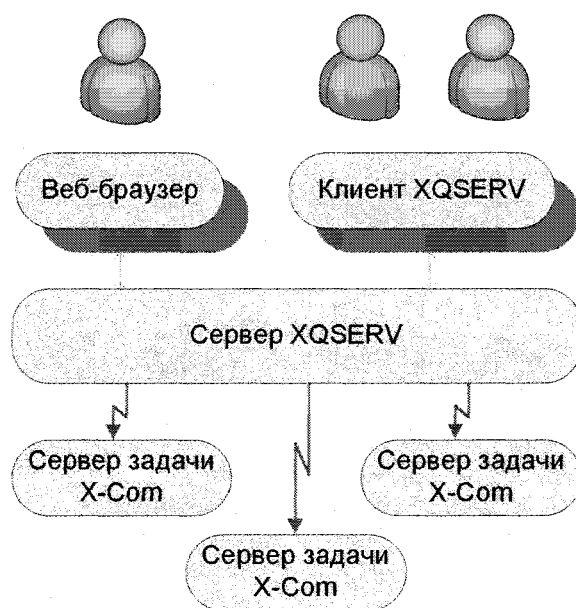 Веб-браузер
Клиент XQSERV
Сервер XQSERV
Сервер задачи
X-Com
Сервер задачи
X-Com
Сервер задачи
X-Com